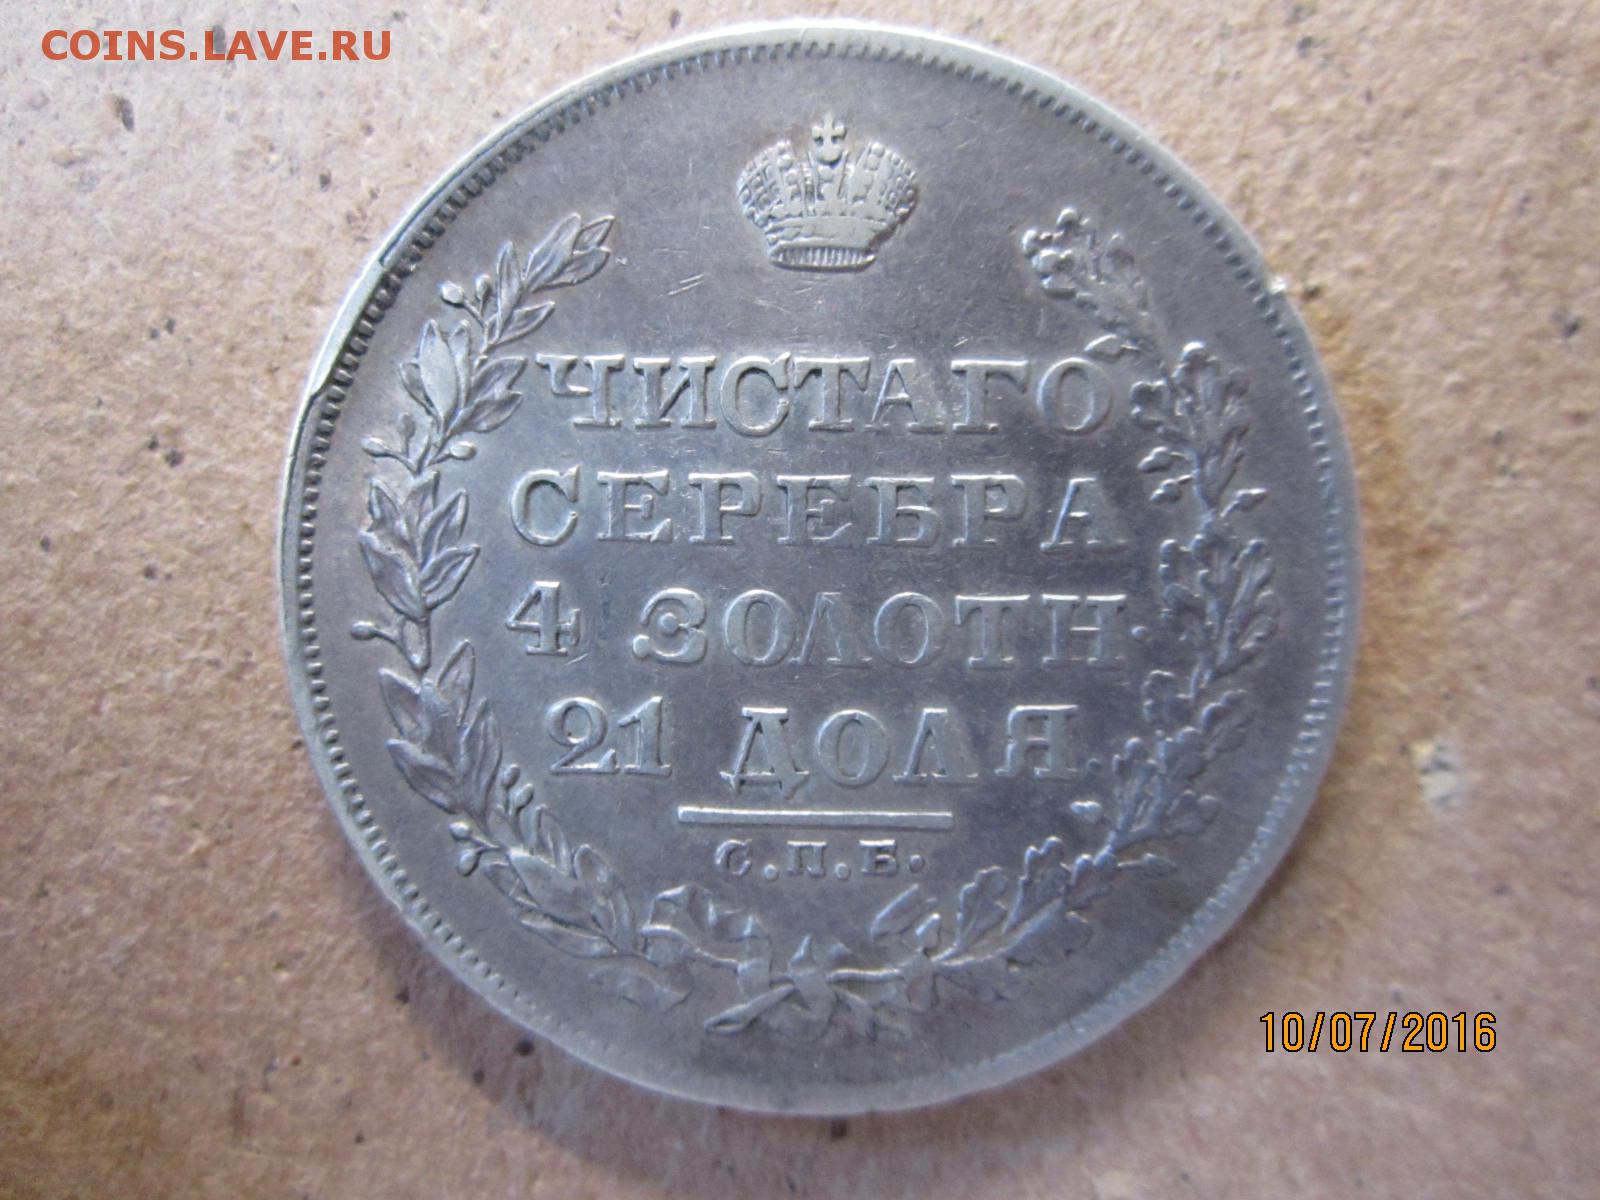 COINS.LAVE.RU
ЧИСТАГО
СЕРЕБРА
4 ЗОЛОТН.
21 ДОЛЯ.
С.П.Б.
10/07/2016